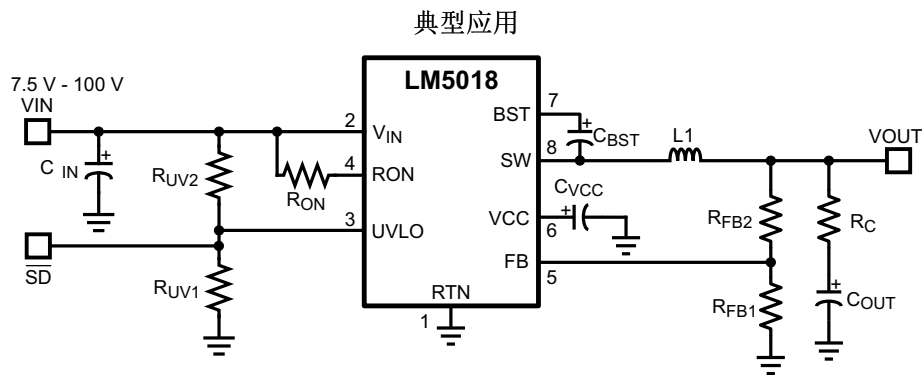 典型应用
7.5 V - 100 V
VIN
LM5018
7
BST
CBST
L1
VOUT
2
VIN
8
SW
C IN
RUV2
4
RON
RON
CVCC
3
UVLO
VCC
6
RFB2
RC
SD
FB
5
RUV1
RTN
1
RFB1
COUT